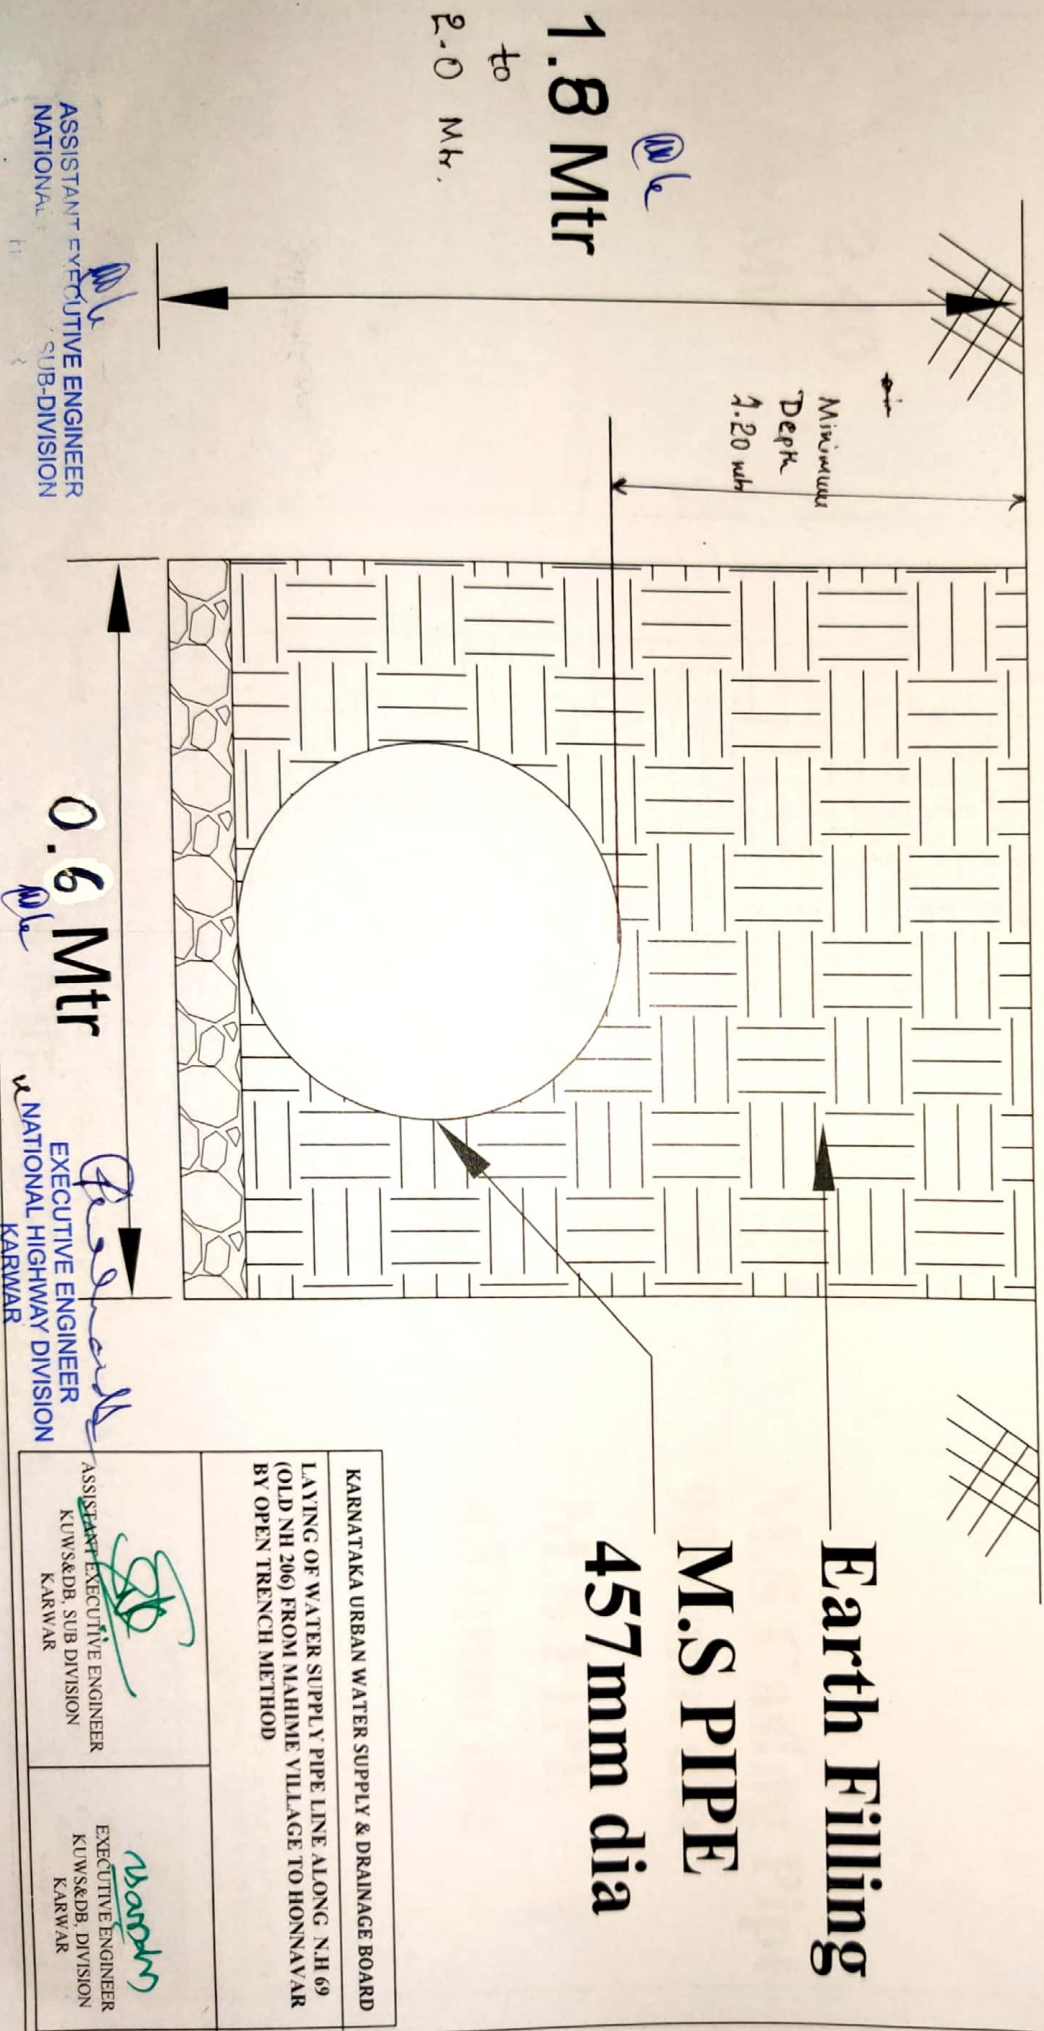 1.8 Mtr
to
2.0 Mtr.
Minimum
Depth
1.20 mtr
Earth Filling
M.S PIPE
457mm dia
0.6 Mtr
ASSISTANT EXECUTIVE ENGINEER
NATIONAL
SUB-DIVISION
EXECUTIVE ENGINEER
NATIONAL HIGHWAY DIVISION
KARWAR
KARNATAKA URBAN WATER SUPPLY & DRAINAGE BOARD
LAYING OF WATER SUPPLY PIPE LINE ALONG N.H 69
(OLD NH 206) FROM MAHIME VILLAGE TO HONNAVAR
BY OPEN TRENCH METHOD
ASSISTANT EXECUTIVE ENGINEER
KUWS&DB, SUB DIVISION
KARWAR
EXECUTIVE ENGINEER
KUWS&DB, DIVISION
KARWAR